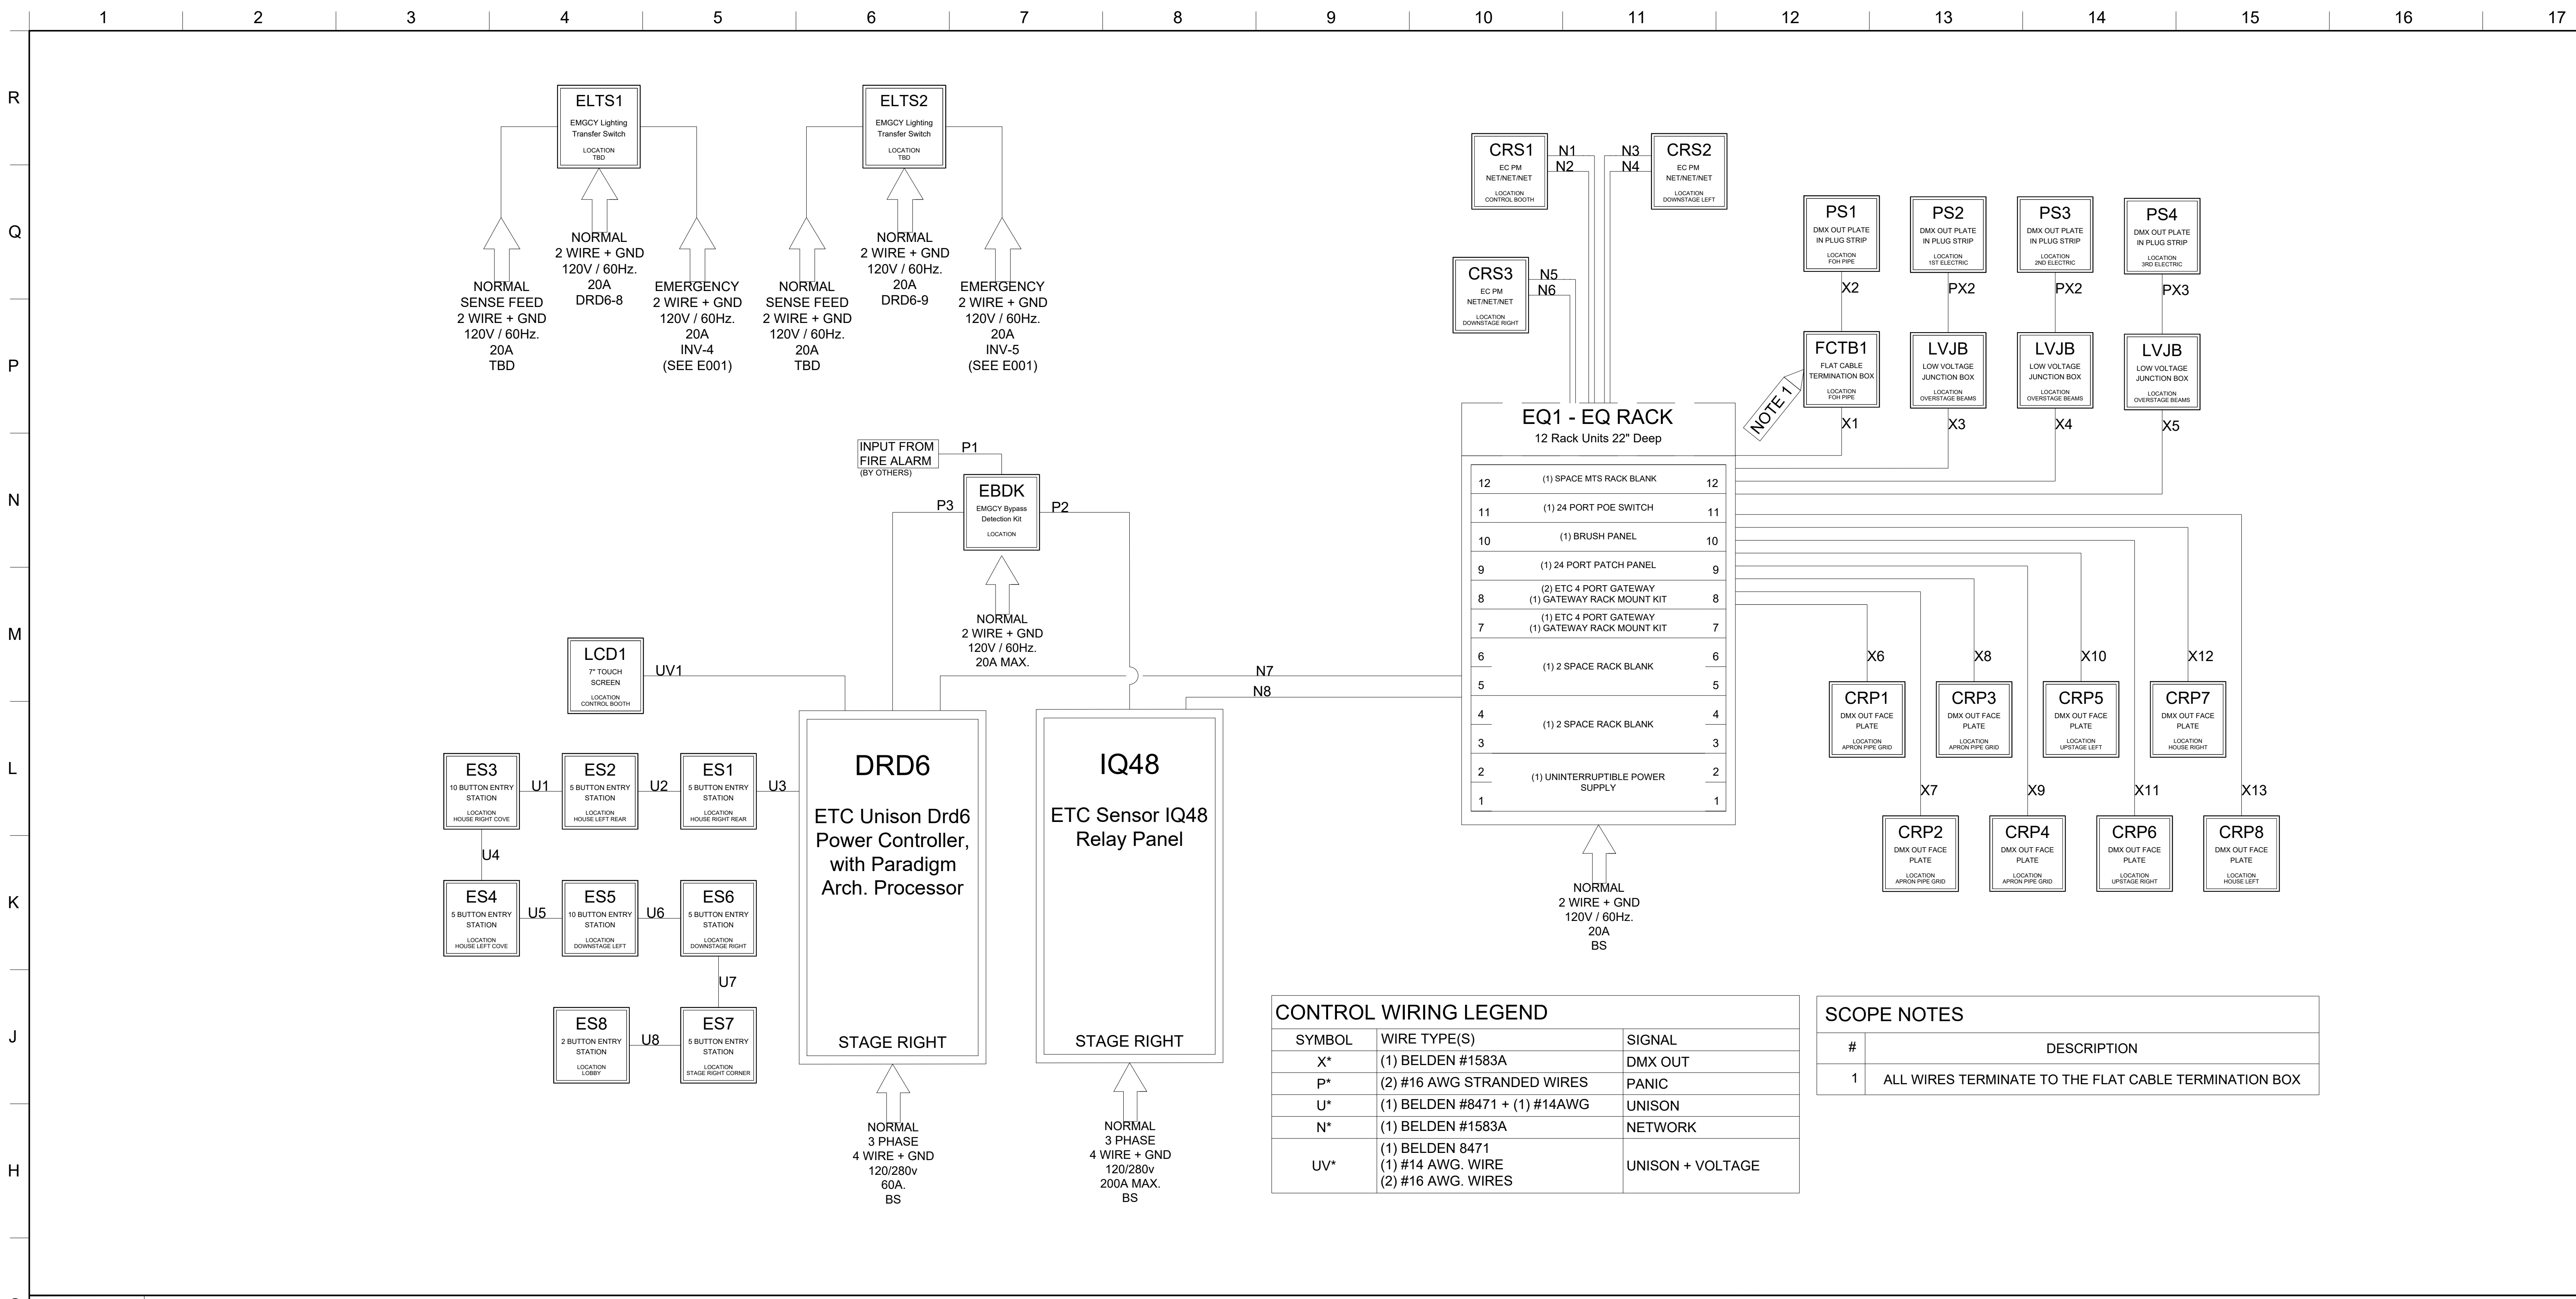 1 2 3 4 5 6 7 8 9 10 11 12 13 14 15 16 17
R
Q
P
N
M
L
K
J
H
ELTS1
EMGCY Lighting
Transfer Switch
LOCATION
TBD
NORMAL
2 WIRE + GND
120V / 60Hz.
20A
DRD6-8
NORMAL
SENSE FEED
2 WIRE + GND
120V / 60Hz.
20A
TBD
EMERGENCY
2 WIRE + GND
120V / 60Hz.
20A
INV-4
(SEE E001)
ELTS2
EMGCY Lighting
Transfer Switch
LOCATION
TBD
NORMAL
2 WIRE + GND
120V / 60Hz.
20A
DRD6-9
NORMAL
SENSE FEED
2 WIRE + GND
120V / 60Hz.
20A
TBD
EMERGENCY
2 WIRE + GND
120V / 60Hz.
20A
INV-5
(SEE E001)
CRS1
EC PM
NET/NET/NET
LOCATION
CONTROL BOOTH
N1
N2
N3
N4
CRS2
EC PM
NET/NET/NET
LOCATION
DOWNSTAGE LEFT
CRS3
EC PM
NET/NET/NET
LOCATION
DOWNSTAGE RIGHT
N5
N6
PS1
DMX OUT PLATE
IN PLUG STRIP
LOCATION
FOH PIPE
X2
PS2
DMX OUT PLATE
IN PLUG STRIP
LOCATION
1ST ELECTRIC
PX2
PS3
DMX OUT PLATE
IN PLUG STRIP
LOCATION
2ND ELECTRIC
PX2
PS4
DMX OUT PLATE
IN PLUG STRIP
LOCATION
3RD ELECTRIC
PX3
NOTE 1
FCTB1
FLAT CABLE
TERMINATION BOX
LOCATION
FOH PIPE
X1
LVJB
LOW VOLTAGE
JUNCTION BOX
LOCATION
OVERSTAGE BEAMS
X3
LVJB
LOW VOLTAGE
JUNCTION BOX
LOCATION
OVERSTAGE BEAMS
X4
LVJB
LOW VOLTAGE
JUNCTION BOX
LOCATION
OVERSTAGE BEAMS
X5
INPUT FROM
FIRE ALARM
(BY OTHERS)
P1
P3
EBDK
EMGCY Bypass
Detection Kit
LOCATION
P2
NORMAL
2 WIRE + GND
120V / 60Hz.
20A MAX.
EQ1 - EQ RACK
12 Rack Units 22" Deep
12 (1) SPACE MTS RACK BLANK 12
11 (1) 24 PORT POE SWITCH 11
10 (1) BRUSH PANEL 10
9 (1) 24 PORT PATCH PANEL 9
(2) ETC 4 PORT GATEWAY
8 (1) GATEWAY RACK MOUNT KIT 8
(1) ETC 4 PORT GATEWAY
7 (1) GATEWAY RACK MOUNT KIT 7
6 6
(1) 2 SPACE RACK BLANK
5 5
4 4
(1) 2 SPACE RACK BLANK
3 3
2 2
(1) UNINTERRUPTIBLE POWER
SUPPLY
1 1
NORMAL
2 WIRE + GND
120V / 60Hz.
20A
BS
LCD1
7" TOUCH
SCREEN
LOCATION
CONTROL BOOTH
UV1
N7
N8
X6
X8
X10
X12
CRP1
DMX OUT FACE
PLATE
LOCATION
APRON PIPE GRID
CRP3
DMX OUT FACE
PLATE
LOCATION
APRON PIPE GRID
CRP5
DMX OUT FACE
PLATE
LOCATION
UPSTAGE LEFT
CRP7
DMX OUT FACE
PLATE
LOCATION
HOUSE RIGHT
X7
X9
X11
X13
CRP2
DMX OUT FACE
PLATE
LOCATION
APRON PIPE GRID
CRP4
DMX OUT FACE
PLATE
LOCATION
APRON PIPE GRID
CRP6
DMX OUT FACE
PLATE
LOCATION
UPSTAGE RIGHT
CRP8
DMX OUT FACE
PLATE
LOCATION
HOUSE LEFT
ES3
10 BUTTON ENTRY
STATION
LOCATION
HOUSE RIGHT COVE
U1
ES2
5 BUTTON ENTRY
STATION
LOCATION
HOUSE LEFT REAR
U2
ES1
5 BUTTON ENTRY
STATION
LOCATION
HOUSE RIGHT REAR
U3
U4
ES4
5 BUTTON ENTRY
STATION
LOCATION
HOUSE LEFT COVE
U5
ES5
10 BUTTON ENTRY
STATION
LOCATION
DOWNSTAGE LEFT
U6
ES6
5 BUTTON ENTRY
STATION
LOCATION
DOWNSTAGE RIGHT
U7
ES8
2 BUTTON ENTRY
STATION
LOCATION
LOBBY
U8
ES7
5 BUTTON ENTRY
STATION
LOCATION
STAGE RIGHT CORNER
DRD6
ETC Unison Drd6
Power Controller,
with Paradigm
Arch. Processor
STAGE RIGHT
NORMAL
3 PHASE
4 WIRE + GND
120/280v
60A.
BS
IQ48
ETC Sensor IQ48
Relay Panel
STAGE RIGHT
NORMAL
3 PHASE
4 WIRE + GND
120/280v
200A MAX.
BS
CONTROL WIRING LEGEND
SYMBOL WIRE TYPE(S) SIGNAL
X* (1) BELDEN #1583A DMX OUT
P* (2) #16 AWG STRANDED WIRES PANIC
U* (1) BELDEN #8471 + (1) #14AWG UNISON
N* (1) BELDEN #1583A NETWORK
(1) BELDEN 8471
UV* (1) #14 AWG. WIRE UNISON + VOLTAGE
(2) #16 AWG. WIRES
SCOPE NOTES
# DESCRIPTION
1 ALL WIRES TERMINATE TO THE FLAT CABLE TERMINATION BOX